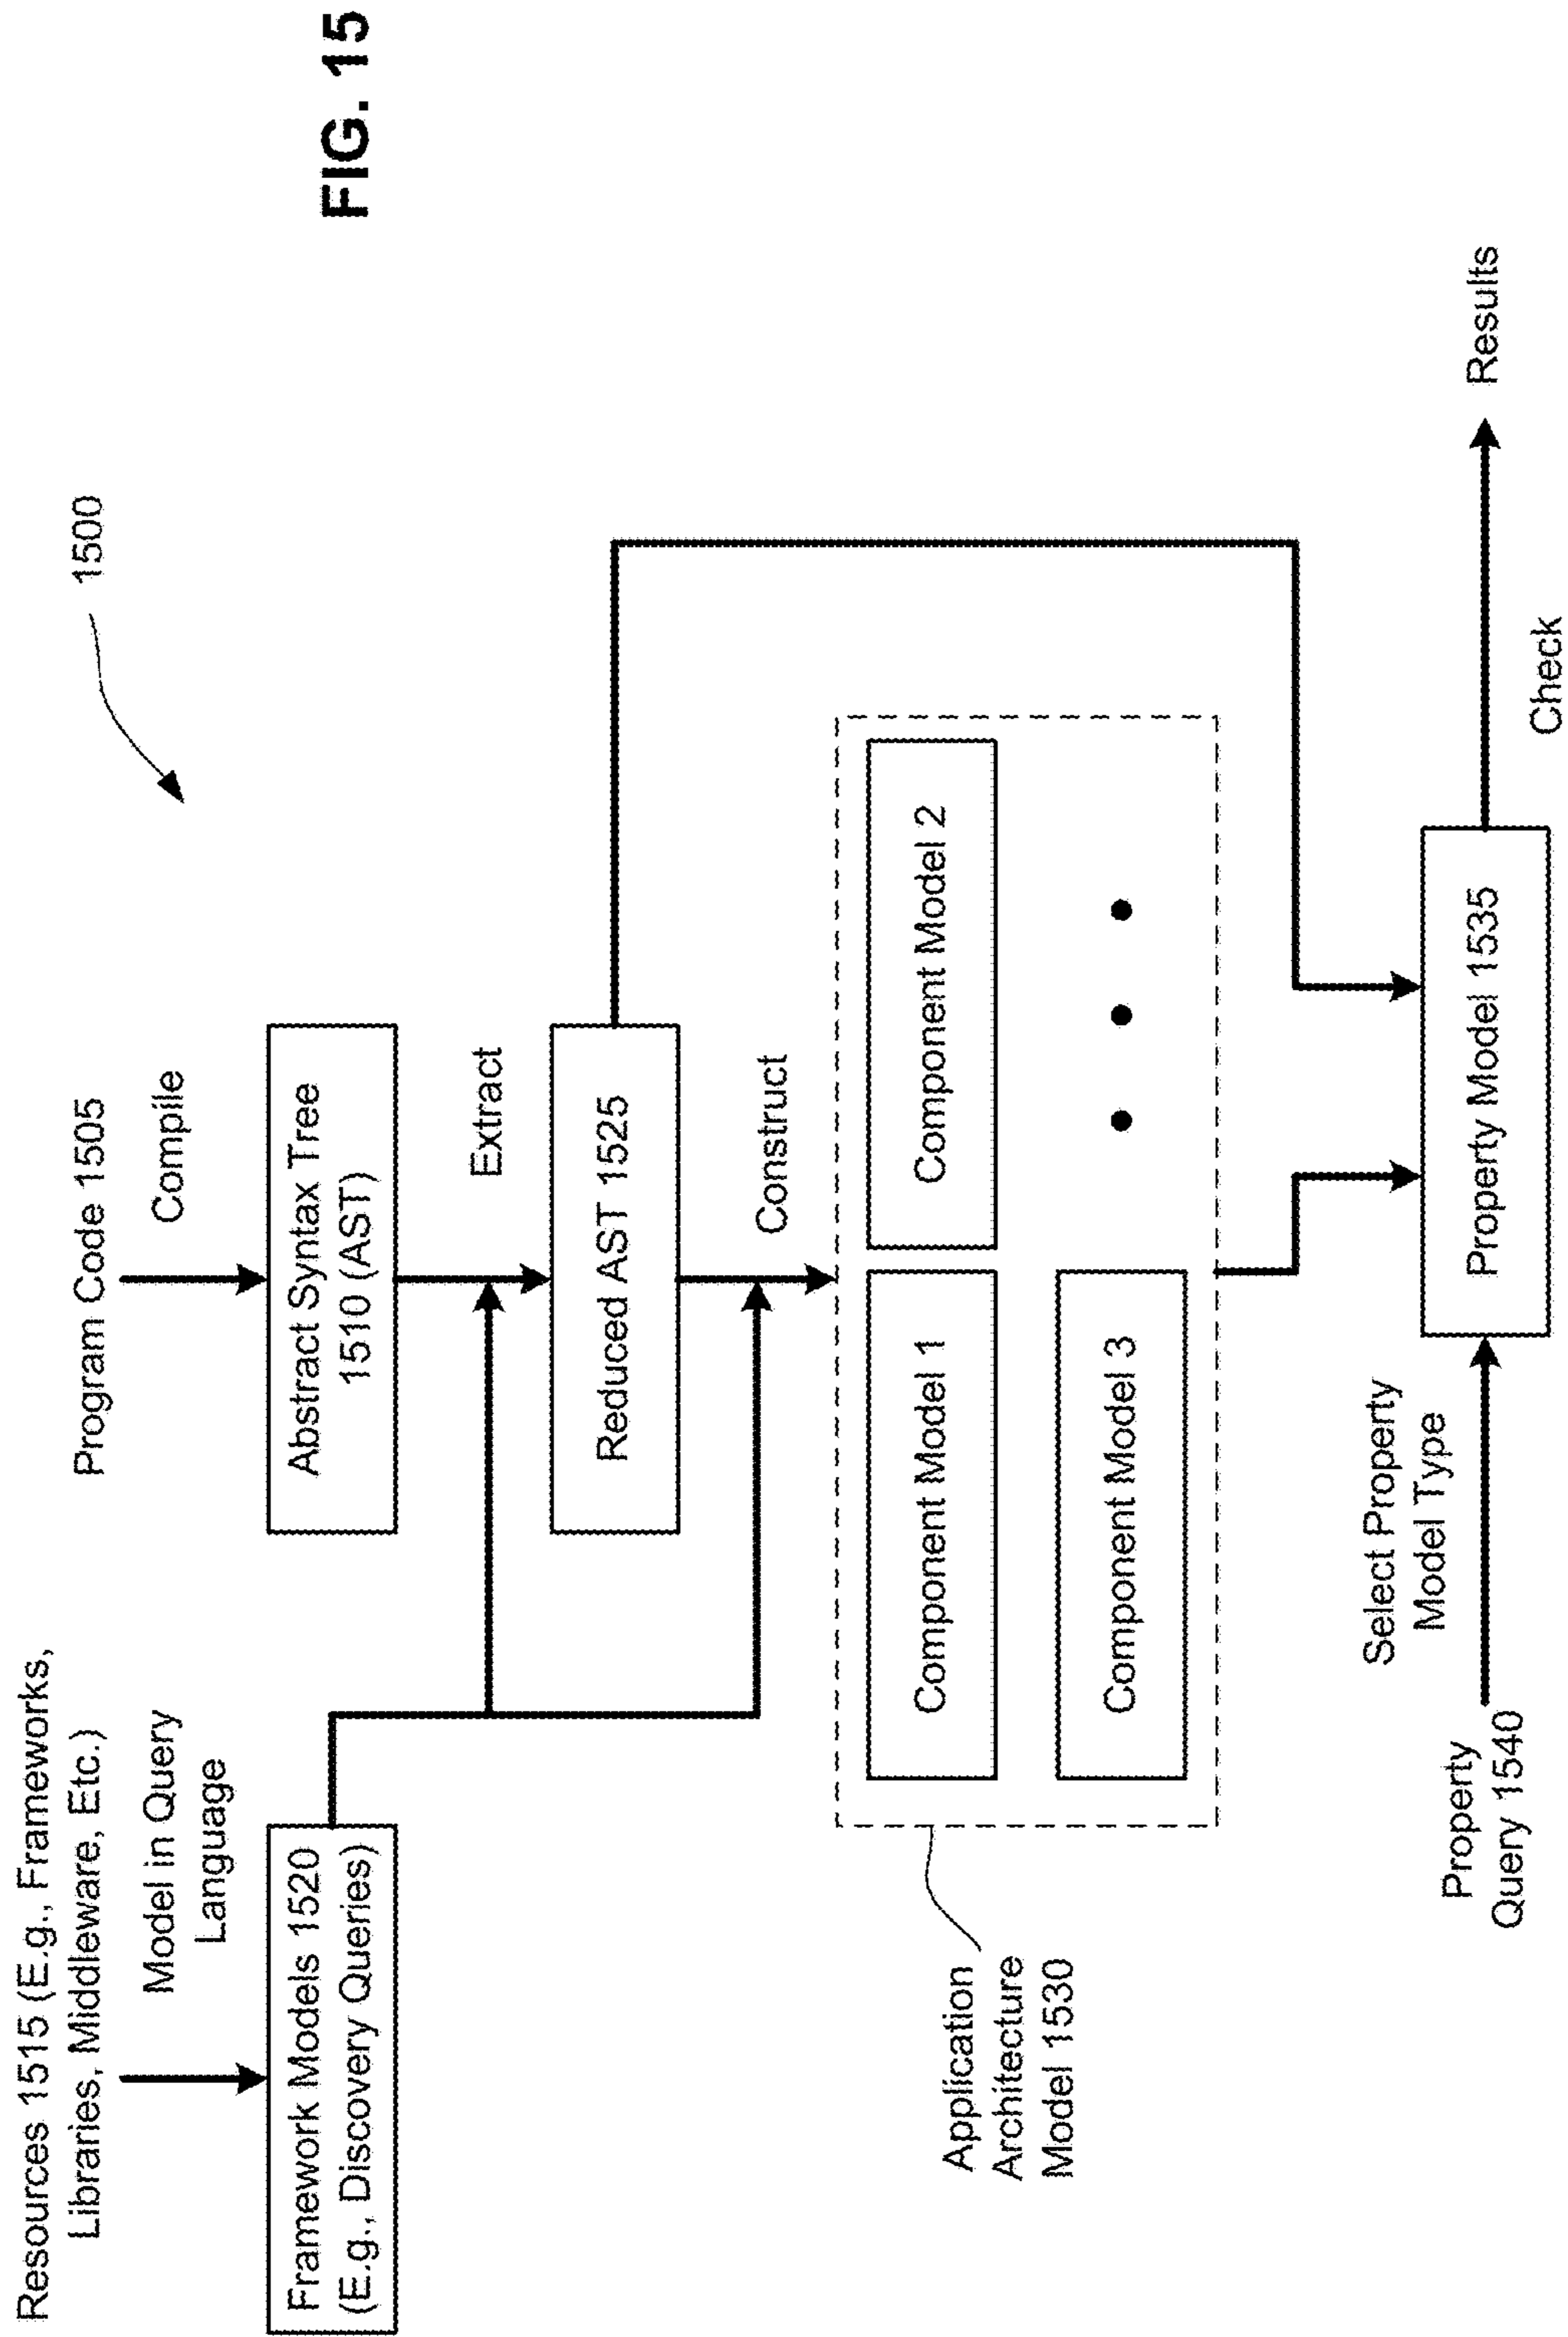 Resources 1515 (E.g., Frameworks,
Libraries, Middleware, Etc.)
Model in Query
Language
Framework Models 1520
(E.g., Discovery Queries)
Program Code 1505
Compile
Abstract Syntax Tree
1510 (AST)
Extract
Reduced AST 1525
Construct
1500
FIG. 15
Application
Architecture
Model 1530
Component Model 1
Component Model 2
Component Model 3
Property
Query 1540
Select Property
Model Type
Property Model 1535
Check
Results